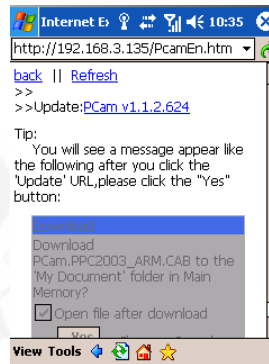 Internet Ex 10:35
http://192.168.3.135/PcamEn.htm
back || Refresh
>>
>>Update:PCam v1.1.2.624
Tip:
You will see a message appear like
the following after you click the
'Update' URL,please click the "Yes"
button:
Download
Download
PCam.PPC2003_ARM.CAB to the
'My Document' folder in Main
Memory?
Open file after download
Yes
View Tools